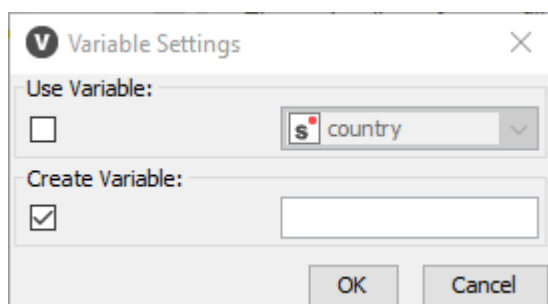 V Variable Settings
Use Variable:
s country
Create Variable:
OK Cancel